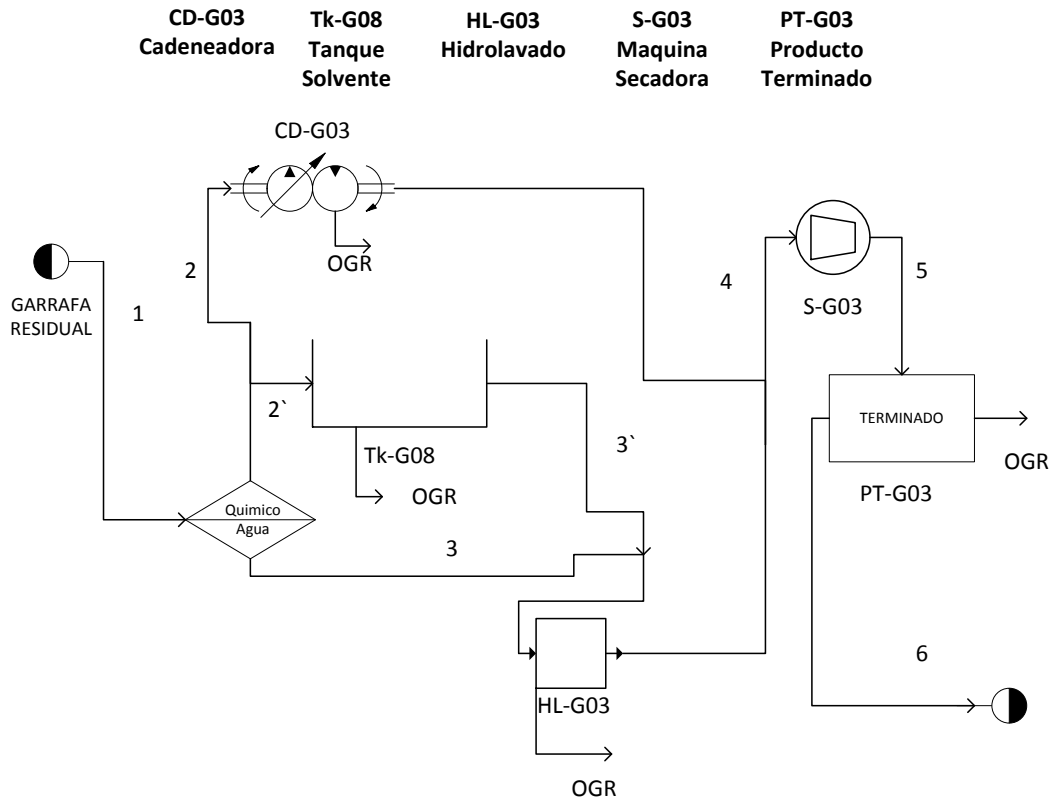 CD-G03
Cadeneadora
Tk-G08
Tanque
Solvente
HL-G03
Hidrolavado
S-G03
Maquina
Secadora
PT-G03
Producto
Terminado
CD-G03
OGR
2
GARRAFA
RESIDUAL
1
4
5
S-G03
2`
TERMINADO
3`
Tk-G08
OGR
OGR
PT-G03
Quimico
Agua
3
6
HL-G03
OGR